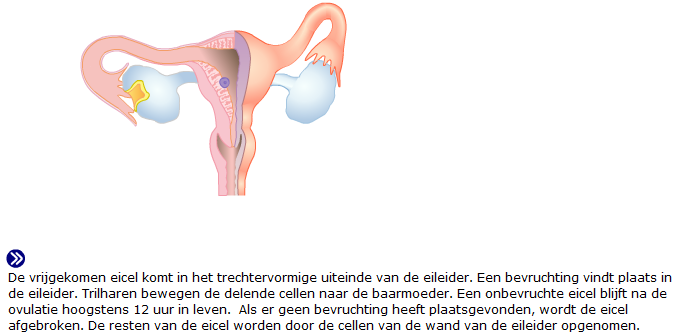 De vrijgekomen eicel komt in het trechtervormige uiteinde van de eileider. Een bevruchting vindt plaats in
de eileider. Trilharen bewegen de delende cellen naar de baarmoeder. Een onbevruchte eicel blijft na de
ovulatie hoogstens 12 uur in leven.  Als er geen bevruchting heeft plaatsgevonden, wordt de eicel
afgebroken. De resten van de eicel worden door de cellen van de wand van de eileider opgenomen.